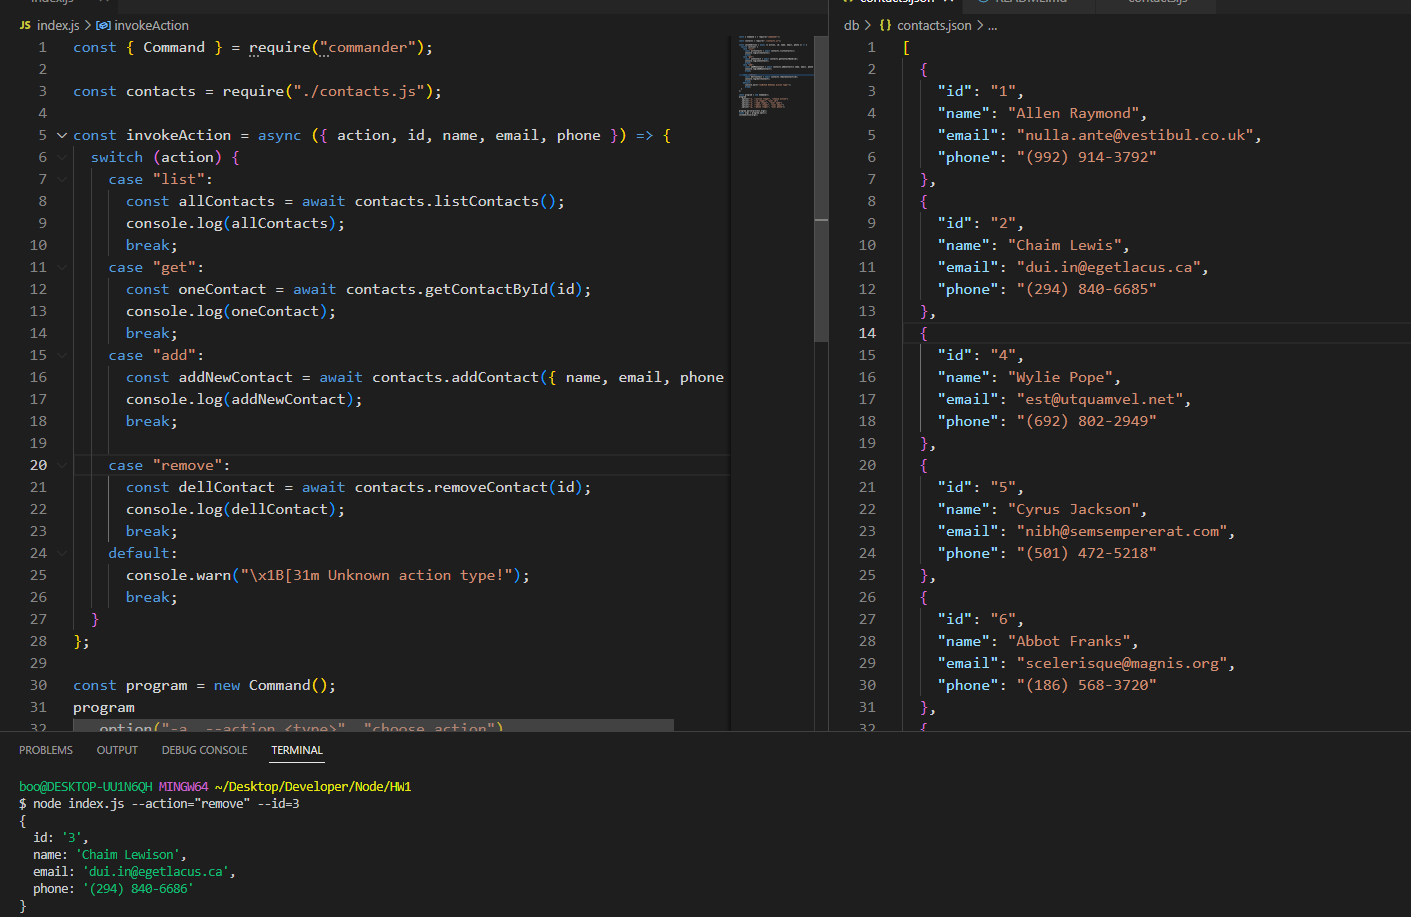 index.js
JS index.js > invokeAction
1 const { Command } = require("commander");
2
3 const contacts = require("./contacts.js");
4
5 const invokeAction = async ({ action, id, name, email, phone }) => {
6 switch (action) {
7 case "list":
8 const allContacts = await contacts.listContacts();
9 console.log(allContacts);
10 break;
11 case "get":
12 const oneContact = await contacts.getContactById(id);
13 console.log(oneContact);
14 break;
15 case "add":
16 const addNewContact = await contacts.addContact({ name, email, phone
17 console.log(addNewContact);
18 break;
19
20 case "remove":
21 const dellContact = await contacts.removeContact(id);
22 console.log(dellContact);
23 break;
24 default:
25 console.warn("\x1B[31m Unknown action type!");
26 break;
27 }
28 };
29
30 const program = new Command();
31 program
32 option("-a, --action <type>", "choose action")
contacts.json README.md contacts.js
db > {} contacts.json > ...
1 [
2 {
3 "id": "1",
4 "name": "Allen Raymond",
5 "email": "nulla.ante@vestibul.co.uk",
6 "phone": "(992) 914-3792"
7 },
8 {
9 "id": "2",
10 "name": "Chaim Lewis",
11 "email": "dui.in@egetlacus.ca",
12 "phone": "(294) 840-6685"
13 },
14 {
15 "id": "4",
16 "name": "Wylie Pope",
17 "email": "est@utquamvel.net",
18 "phone": "(692) 802-2949"
19 },
20 {
21 "id": "5",
22 "name": "Cyrus Jackson",
23 "email": "nibh@semsempererat.com",
24 "phone": "(501) 472-5218"
25 },
26 {
27 "id": "6",
28 "name": "Abbot Franks",
29 "email": "scelerisque@magnis.org",
30 "phone": "(186) 568-3720"
31 },
32 {
PROBLEMS OUTPUT DEBUG CONSOLE TERMINAL
boo@DESKTOP-UU1N6QH MINGW64 ~/Desktop/Developer/Node/HW1
$ node index.js --action="remove" --id=3
{
id: '3',
name: 'Chaim Lewison',
email: 'dui.in@egetlacus.ca',
phone: '(294) 840-6686'
}